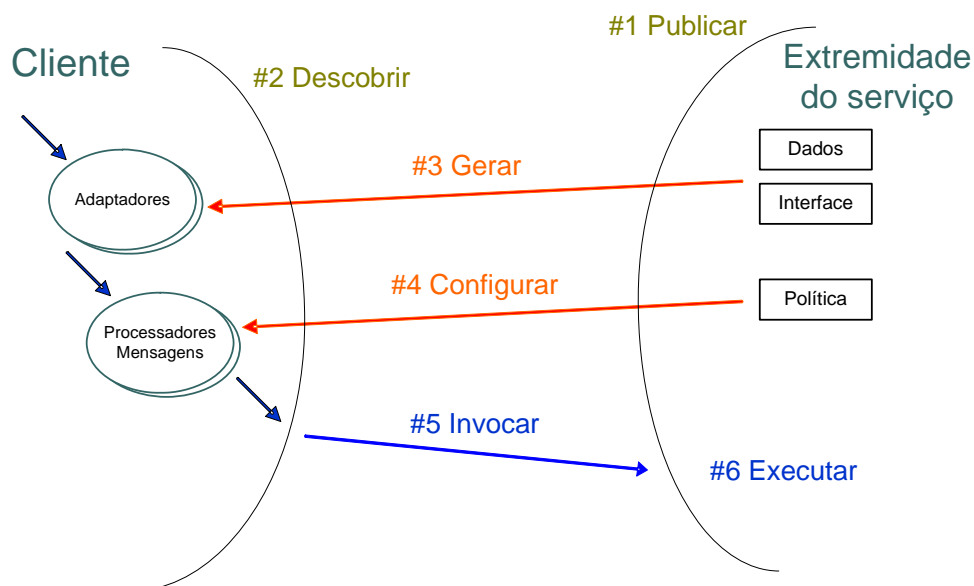 #1 Publicar
Cliente
#2 Descobrir
Extremidade
do serviço
#3 Gerar
Dados
Adaptadores
Interface
#4 Configurar
Política
Processadores
Mensagens
#5 Invocar
#6 Executar